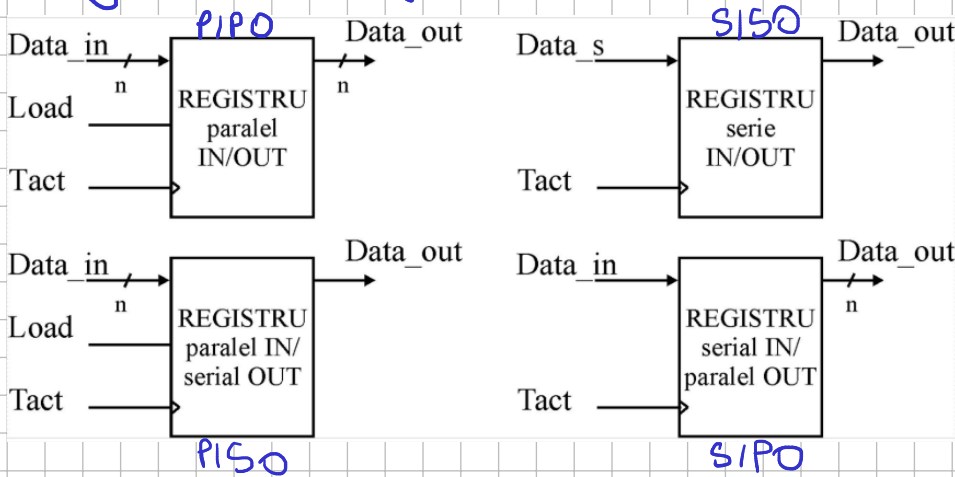 PIPO
Data_in
n
Load
Tact
REGISTRU
paralel
IN/OUT
Data_out
n
SISO
Data_s
Tact
REGISTRU
serie
IN/OUT
Data_out
Data_in
n
Load
Tact
REGISTRU
paralel IN/
serial OUT
Data_out
PISO
Data_in
Tact
REGISTRU
serial IN/
paralel OUT
Data_out
n
SIPO